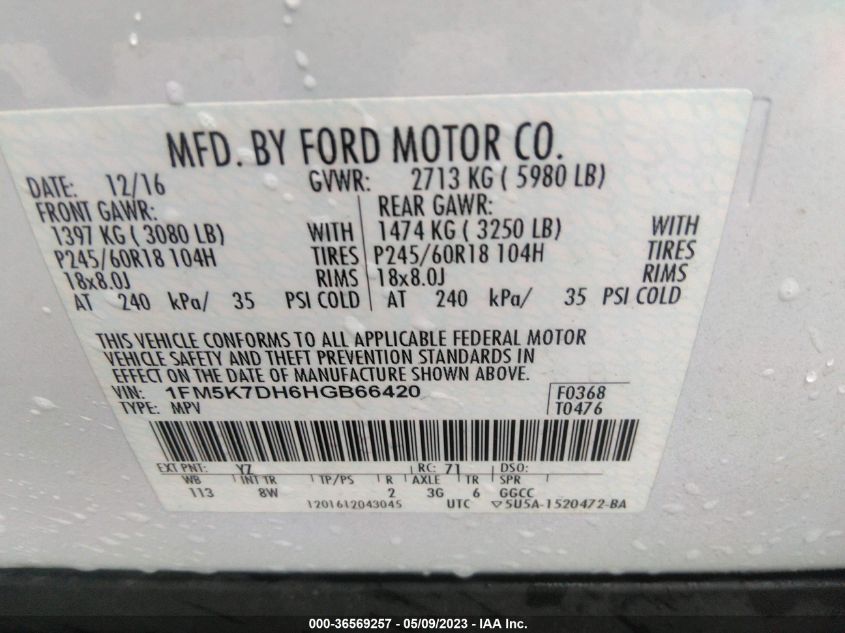 MFD. BY FORD MOTOR CO.
DATE: 12/16 GVWR: 2713 KG ( 5980 LB)
FRONT GAWR: REAR GAWR:
1397 KG ( 3080 LB) WITH 1474 KG ( 3250 LB) WITH
P245/60R18 104H TIRES P245/60R18 104H TIRES
18x8.0J RIMS 18x8.0J RIMS
AT 240 kPa/ 35 PSI COLD AT 240 kPa/ 35 PSI COLD
THIS VEHICLE CONFORMS TO ALL APPLICABLE FEDERAL MOTOR
VEHICLE SAFETY AND THEFT PREVENTION STANDARDS IN
EFFECT ON THE DATE OF MANUFACTURE SHOWN ABOVE.
VIN: 1FM5K7DH6HGB66420 F0368
TYPE: MPV T0476
EXT PNT: YZ RC: 71 DSO:
WB INT TR TP/PS R AXLE TR SPR
113 8W 2 3G 6 GGCC
1201612043045 UTC ▽5U5A-1520472-BA
000-36569257 - 05/09/2023 - IAA Inc.